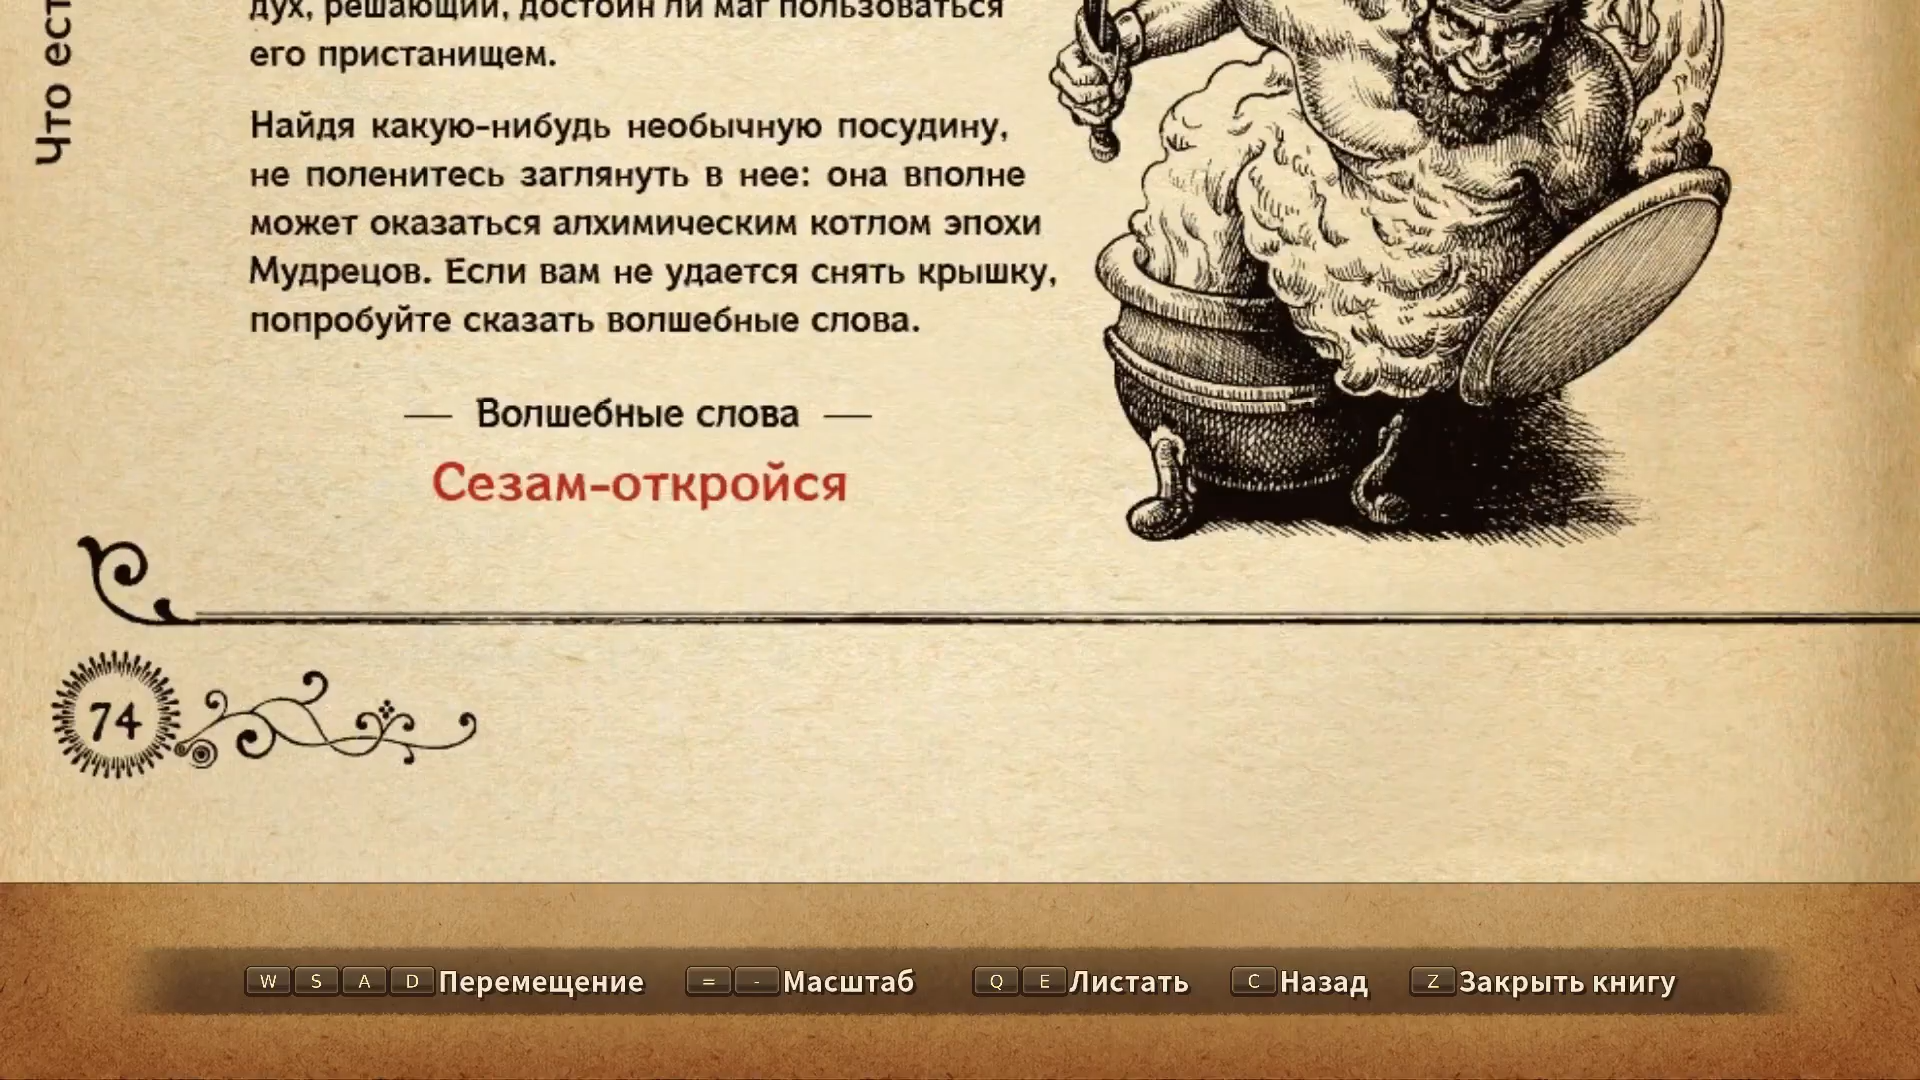 Что ест
дух, решающий, достоин ли маг пользоваться
его пристанищем.
Найдя какую-нибудь необычную посудину,
не поленитесь заглянуть в нее: она вполне
может оказаться алхимическим котлом эпохи
Мудрецов. Если вам не удается снять крышку,
попробуйте сказать волшебные слова.
— Волшебные слова —
Сезам-откройся
74
W S A D Перемещение = - Масштаб Q E Листать C Назад Z Закрыть книгу